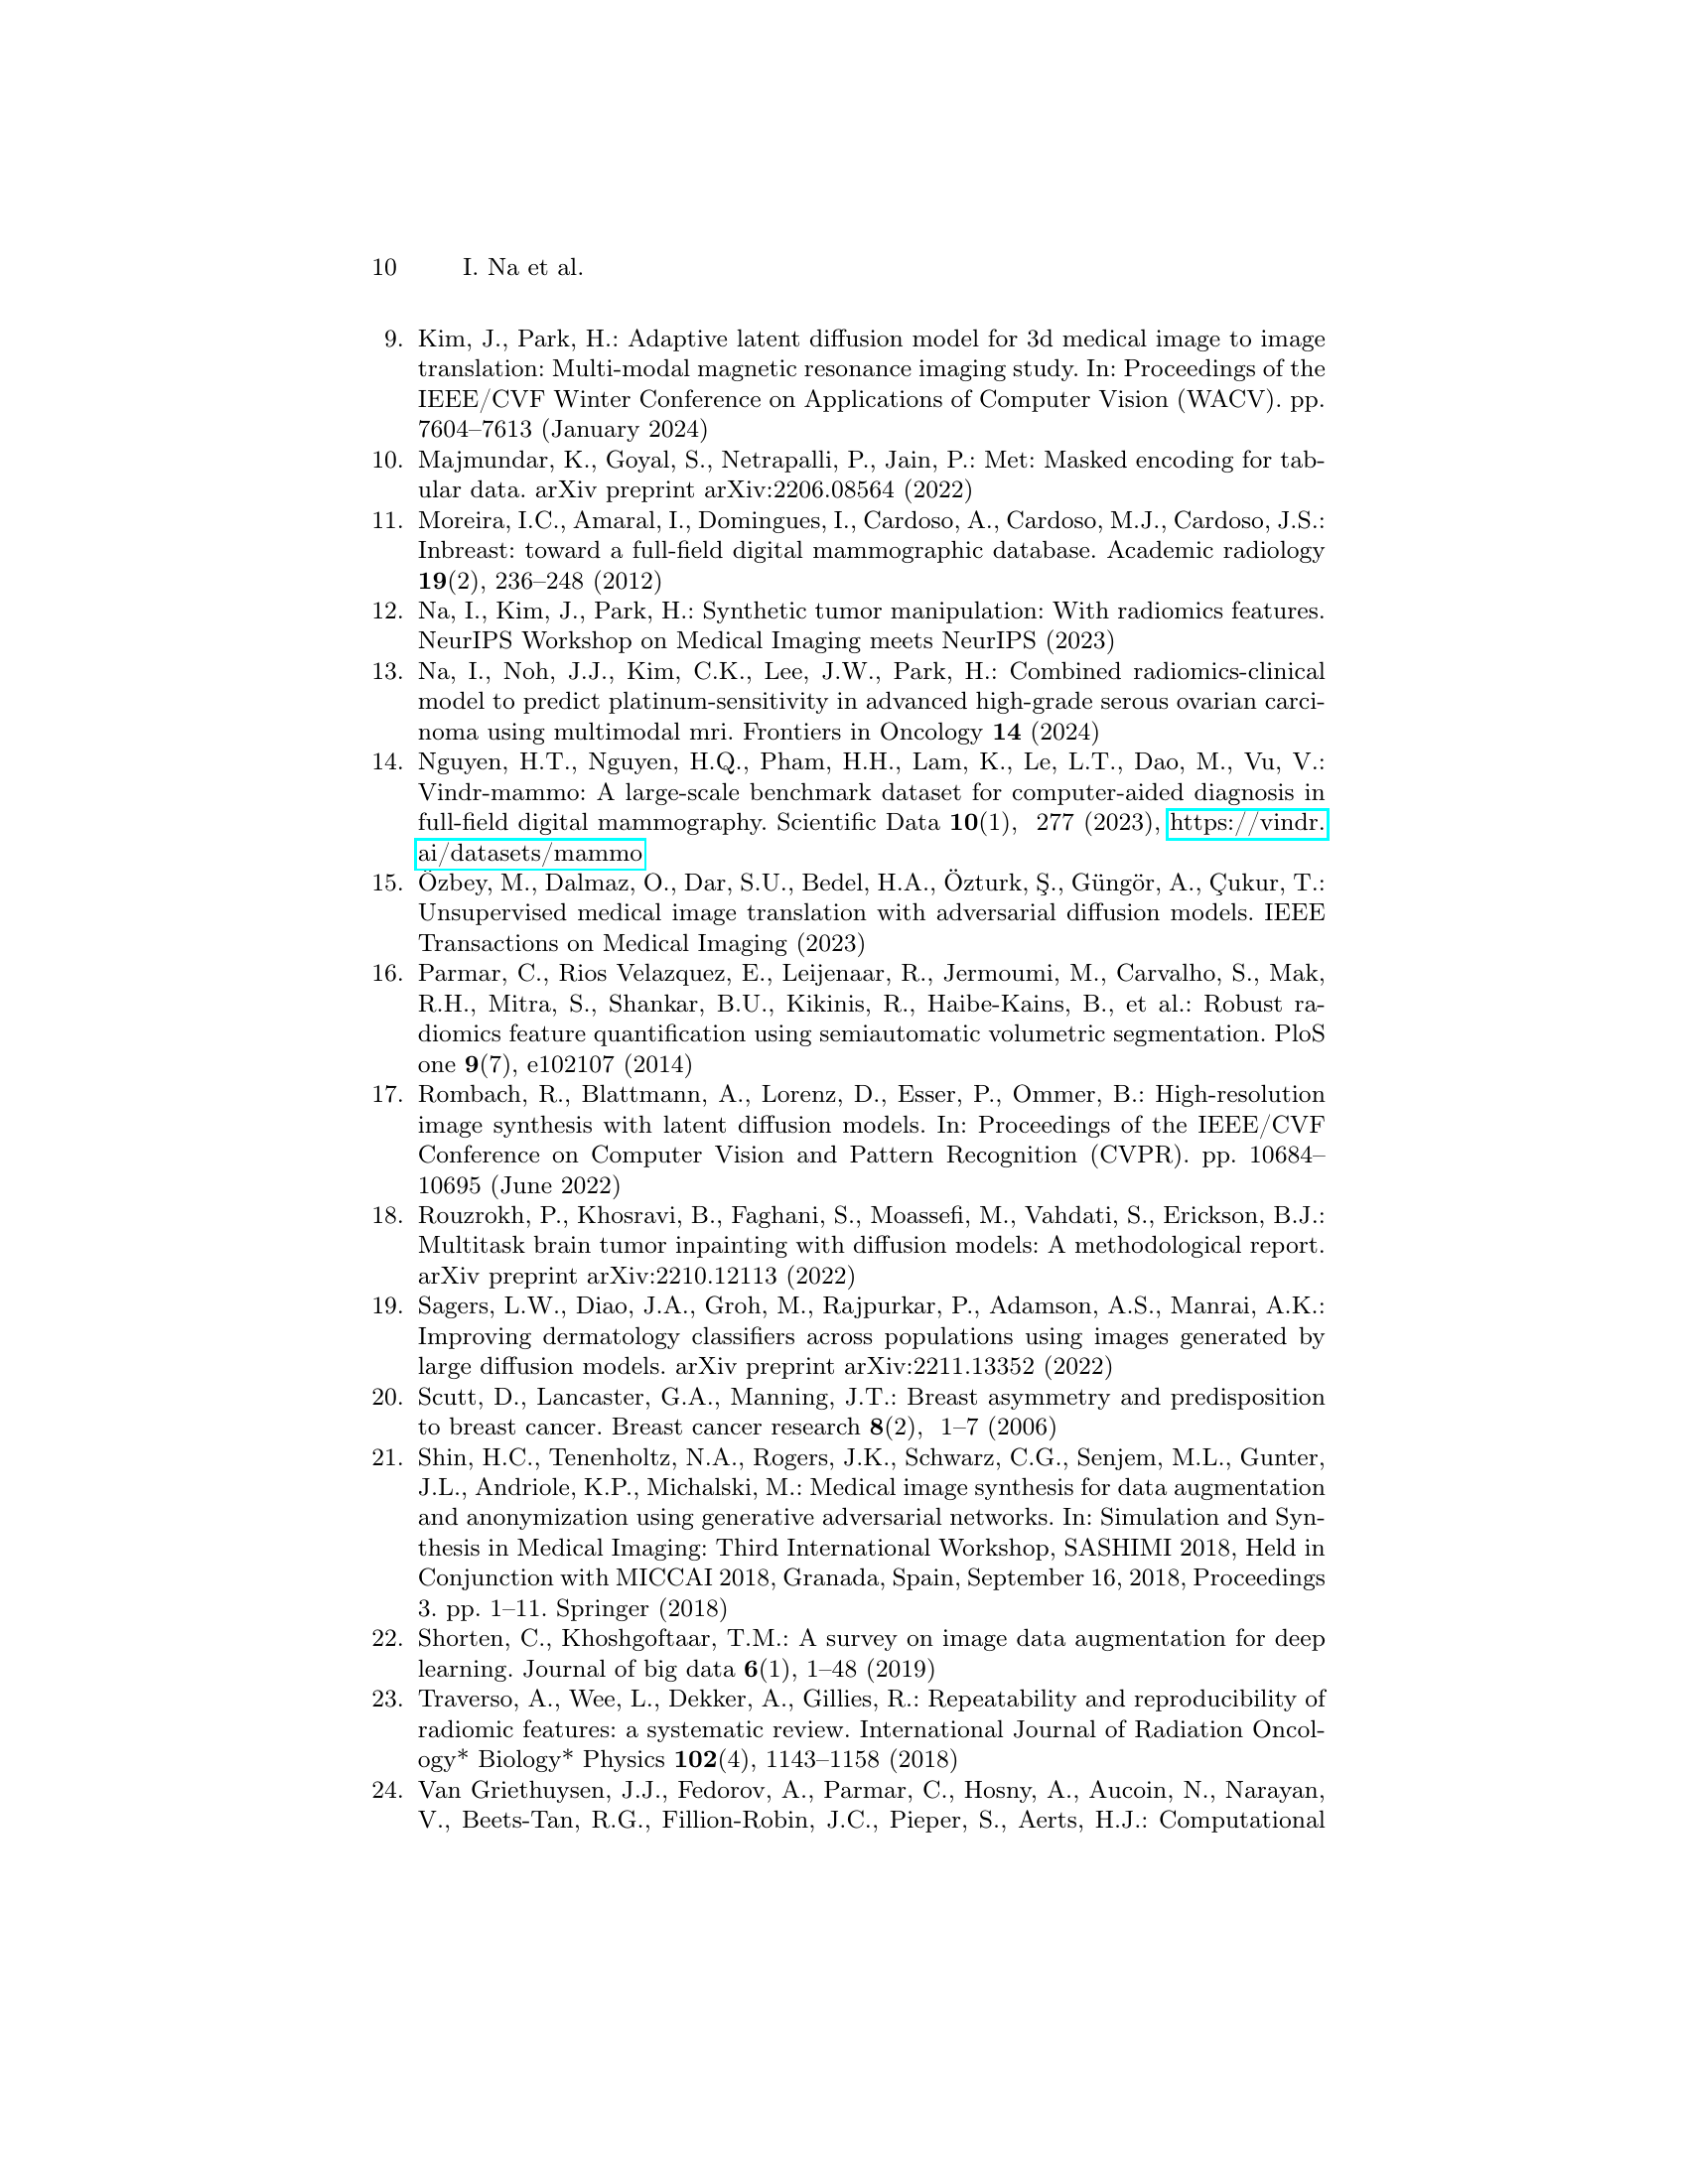 10 I. Na et al.
9. Kim, J., Park, H.: Adaptive latent diffusion model for 3d medical image to image
translation: Multi-modal magnetic resonance imaging study. In: Proceedings of the
IEEE/CVF Winter Conference on Applications of Computer Vision (WACV). pp.
7604–7613 (January 2024)
10. Majmundar, K., Goyal, S., Netrapalli, P., Jain, P.: Met: Masked encoding for tab-
ular data. arXiv preprint arXiv:2206.08564 (2022)
11. Moreira, I.C., Amaral, I., Domingues, I., Cardoso, A., Cardoso, M.J., Cardoso, J.S.:
Inbreast: toward a full-field digital mammographic database. Academic radiology
19(2), 236–248 (2012)
12. Na, I., Kim, J., Park, H.: Synthetic tumor manipulation: With radiomics features.
NeurIPS Workshop on Medical Imaging meets NeurIPS (2023)
13. Na, I., Noh, J.J., Kim, C.K., Lee, J.W., Park, H.: Combined radiomics-clinical
model to predict platinum-sensitivity in advanced high-grade serous ovarian carci-
noma using multimodal mri. Frontiers in Oncology 14 (2024)
14. Nguyen, H.T., Nguyen, H.Q., Pham, H.H., Lam, K., Le, L.T., Dao, M., Vu, V.:
Vindr-mammo: A large-scale benchmark dataset for computer-aided diagnosis in
full-field digital mammography. Scientific Data 10(1), 277 (2023), https://vindr.
ai/datasets/mammo
15. Özbey, M., Dalmaz, O., Dar, S.U., Bedel, H.A., Özturk, Ş., Güngör, A., Çukur, T.:
Unsupervised medical image translation with adversarial diffusion models. IEEE
Transactions on Medical Imaging (2023)
16. Parmar, C., Rios Velazquez, E., Leijenaar, R., Jermoumi, M., Carvalho, S., Mak,
R.H., Mitra, S., Shankar, B.U., Kikinis, R., Haibe-Kains, B., et al.: Robust ra-
diomics feature quantification using semiautomatic volumetric segmentation. PloS
one 9(7), e102107 (2014)
17. Rombach, R., Blattmann, A., Lorenz, D., Esser, P., Ommer, B.: High-resolution
image synthesis with latent diffusion models. In: Proceedings of the IEEE/CVF
Conference on Computer Vision and Pattern Recognition (CVPR). pp. 10684–
10695 (June 2022)
18. Rouzrokh, P., Khosravi, B., Faghani, S., Moassefi, M., Vahdati, S., Erickson, B.J.:
Multitask brain tumor inpainting with diffusion models: A methodological report.
arXiv preprint arXiv:2210.12113 (2022)
19. Sagers, L.W., Diao, J.A., Groh, M., Rajpurkar, P., Adamson, A.S., Manrai, A.K.:
Improving dermatology classifiers across populations using images generated by
large diffusion models. arXiv preprint arXiv:2211.13352 (2022)
20. Scutt, D., Lancaster, G.A., Manning, J.T.: Breast asymmetry and predisposition
to breast cancer. Breast cancer research 8(2), 1–7 (2006)
21. Shin, H.C., Tenenholtz, N.A., Rogers, J.K., Schwarz, C.G., Senjem, M.L., Gunter,
J.L., Andriole, K.P., Michalski, M.: Medical image synthesis for data augmentation
and anonymization using generative adversarial networks. In: Simulation and Syn-
thesis in Medical Imaging: Third International Workshop, SASHIMI 2018, Held in
Conjunction with MICCAI 2018, Granada, Spain, September 16, 2018, Proceedings
3. pp. 1–11. Springer (2018)
22. Shorten, C., Khoshgoftaar, T.M.: A survey on image data augmentation for deep
learning. Journal of big data 6(1), 1–48 (2019)
23. Traverso, A., Wee, L., Dekker, A., Gillies, R.: Repeatability and reproducibility of
radiomic features: a systematic review. International Journal of Radiation Oncol-
ogy* Biology* Physics 102(4), 1143–1158 (2018)
24. Van Griethuysen, J.J., Fedorov, A., Parmar, C., Hosny, A., Aucoin, N., Narayan,
V., Beets-Tan, R.G., Fillion-Robin, J.C., Pieper, S., Aerts, H.J.: Computational